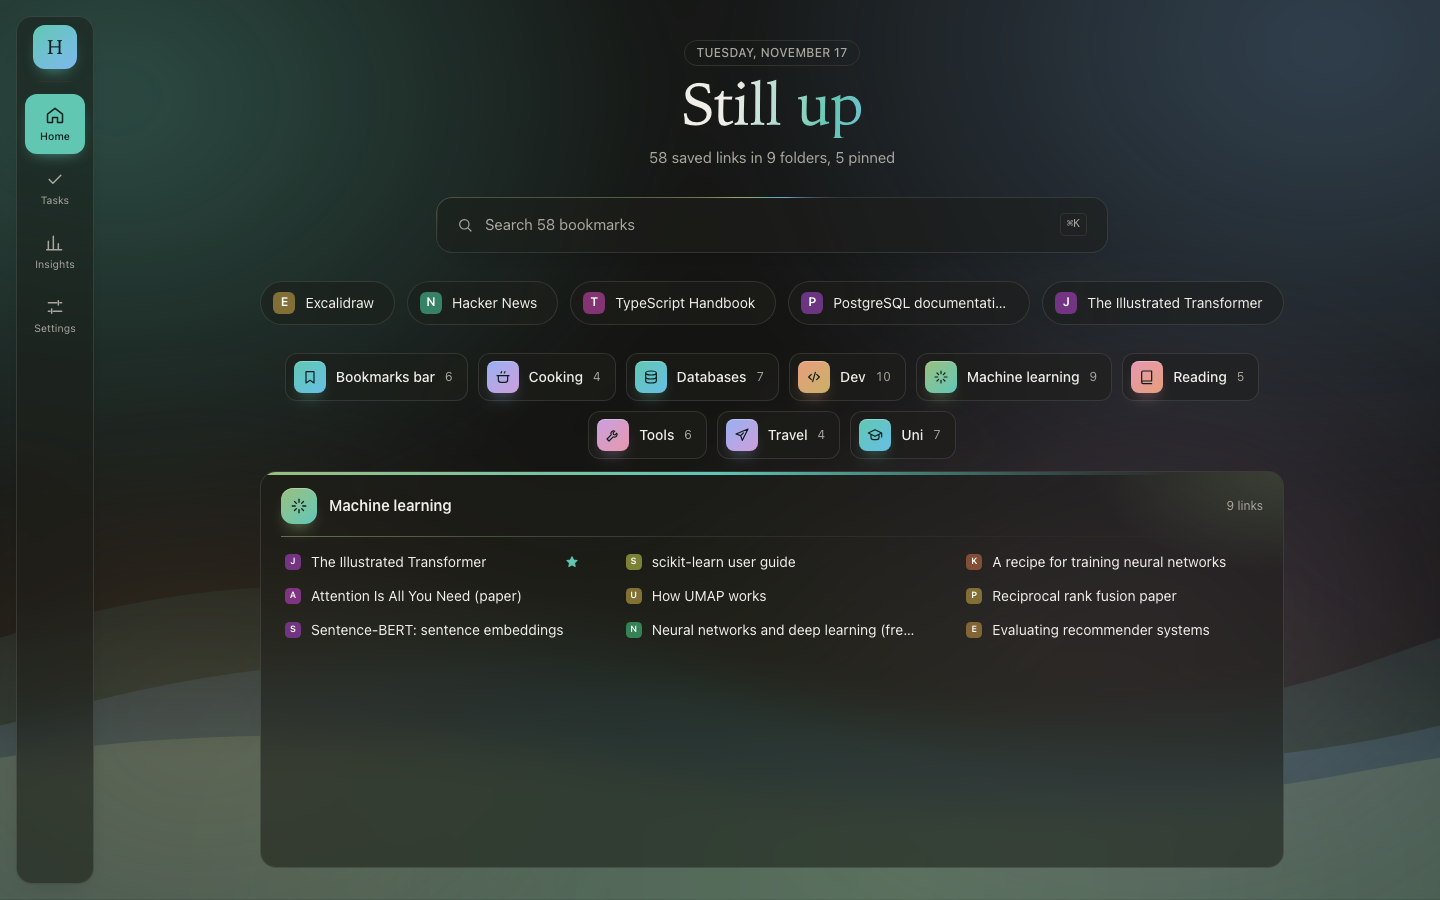 H
Home
Tasks
Insights
Settings
TUESDAY, NOVEMBER 17
Still up
58 saved links in 9 folders, 5 pinned
Search 58 bookmarks ⌘K
E Excalidraw N Hacker News T TypeScript Handbook P PostgreSQL documentati... J The Illustrated Transformer
Bookmarks bar 6 Cooking 4 Databases 7 Dev 10 Machine learning 9 Reading 5
Tools 6 Travel 4 Uni 7
Machine learning 9 links
J The Illustrated Transformer S scikit-learn user guide K A recipe for training neural networks
A Attention Is All You Need (paper) U How UMAP works P Reciprocal rank fusion paper
S Sentence-BERT: sentence embeddings N Neural networks and deep learning (fre... E Evaluating recommender systems